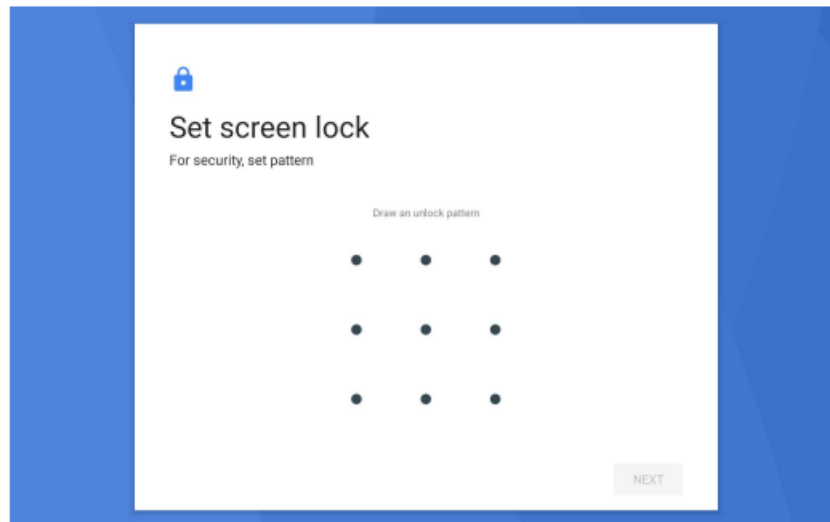 Set screen lock
For security, set pattern
Draw an unlock pattern
NEXT